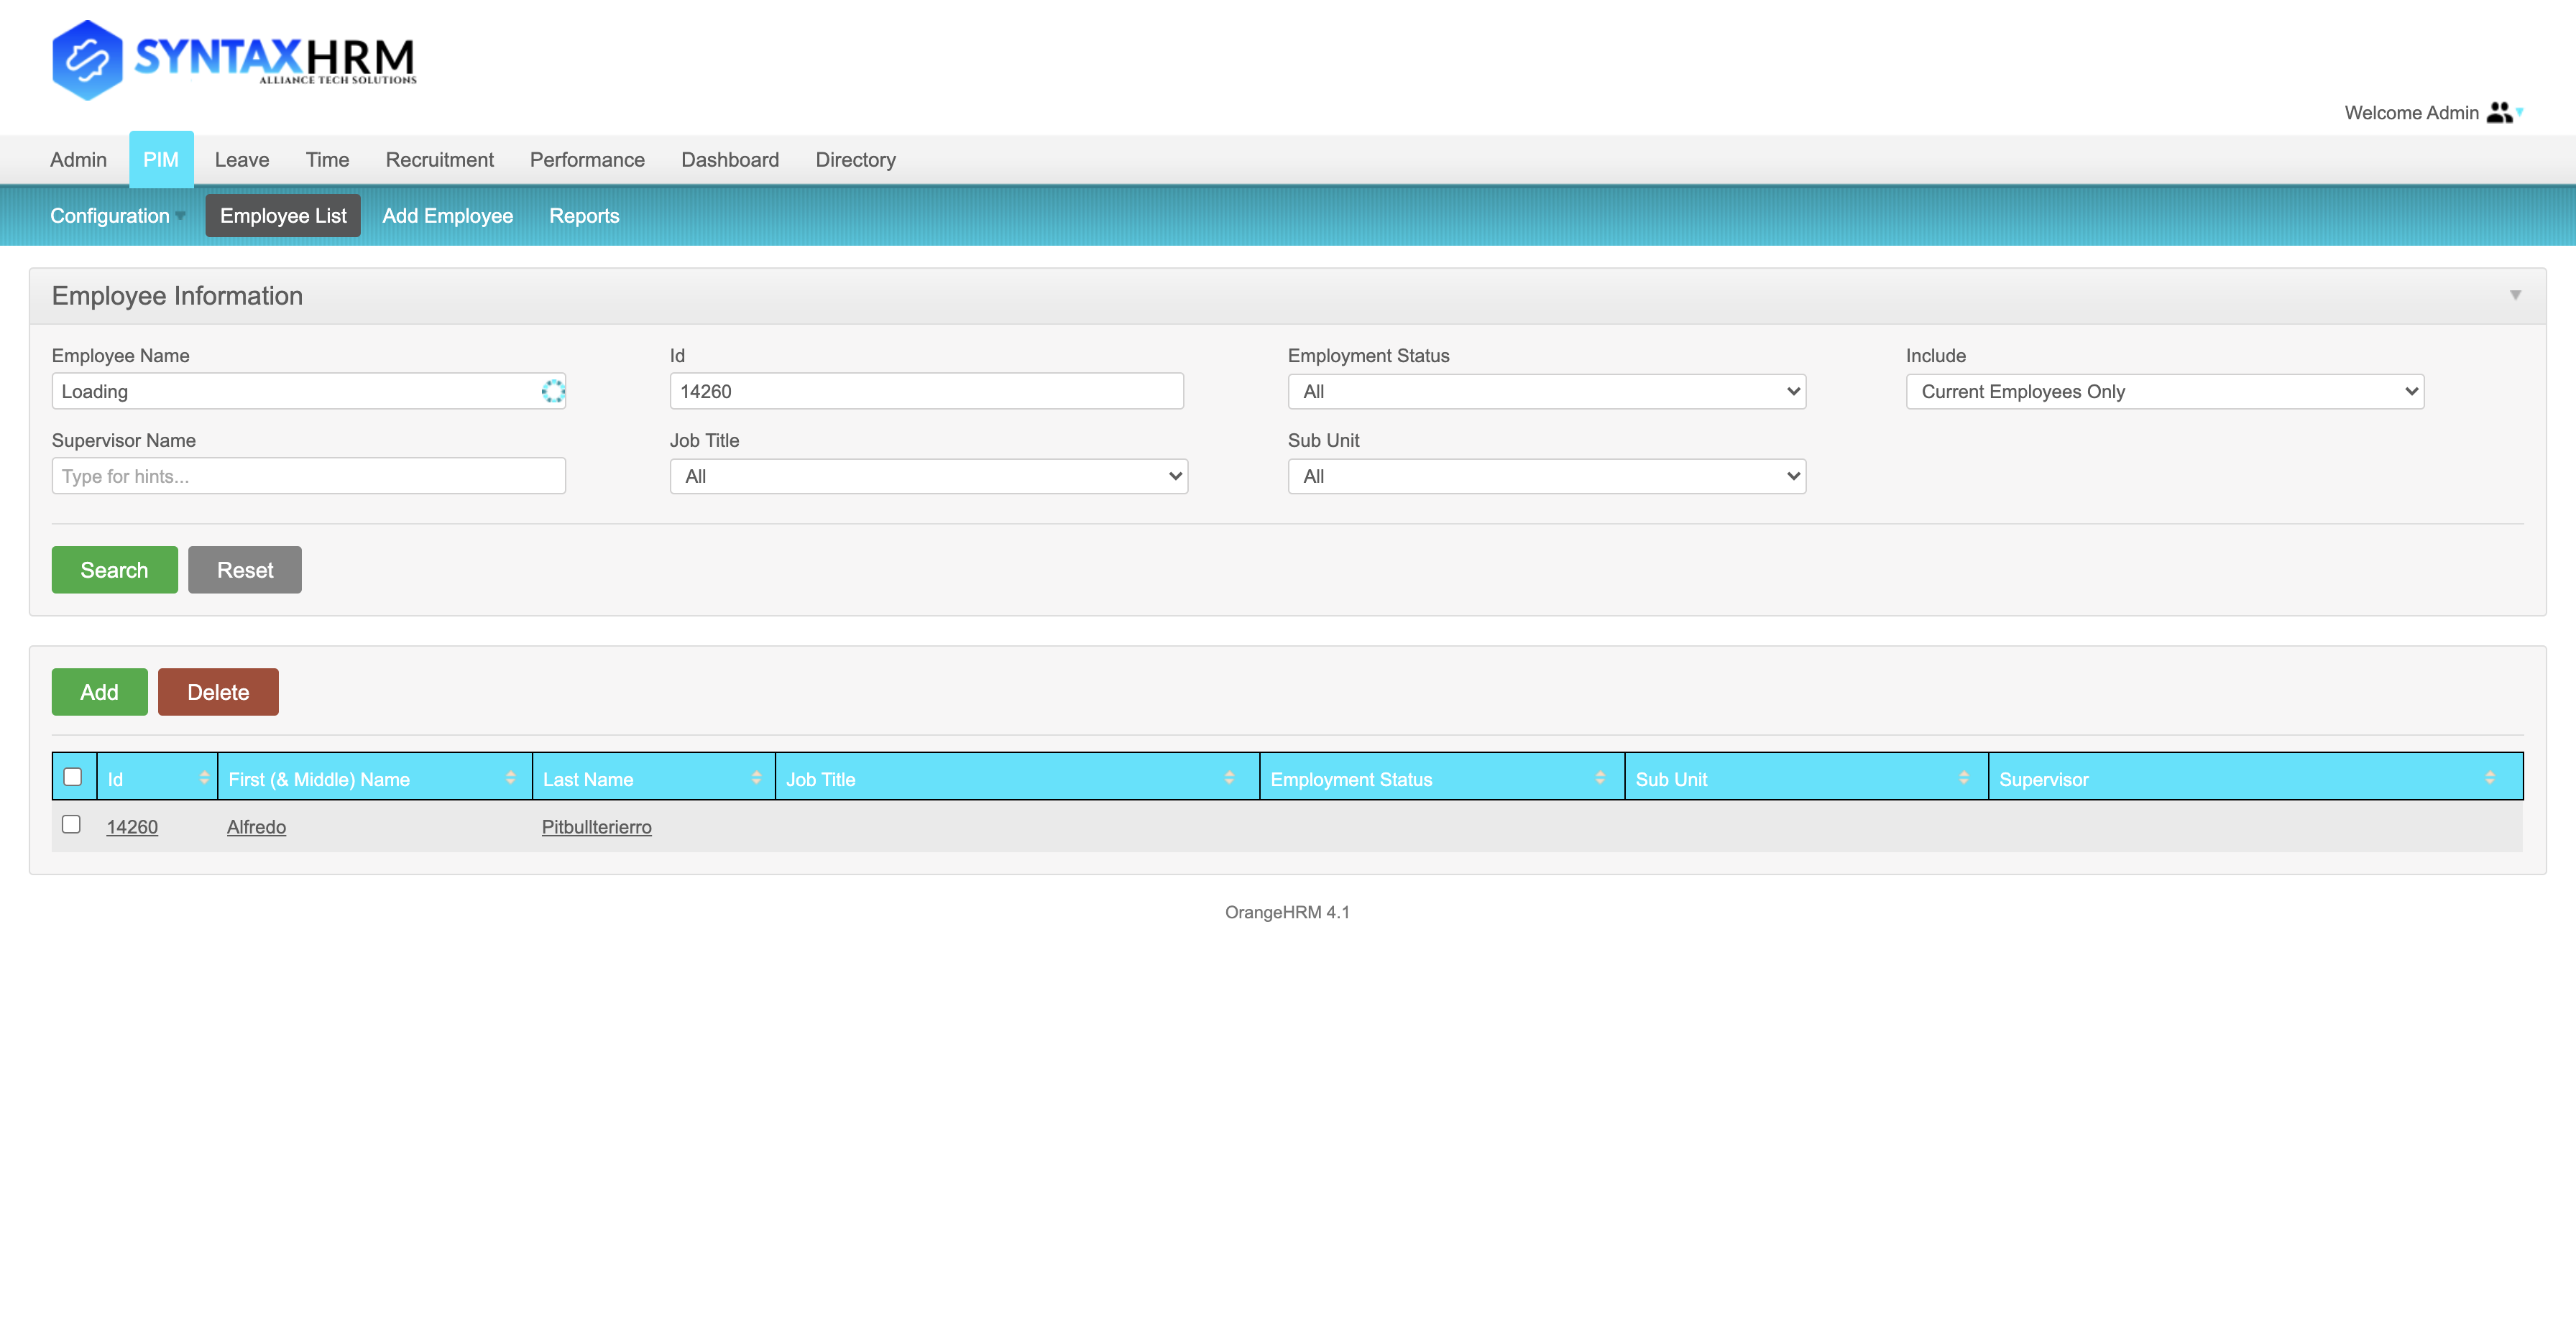 SYNTAXHRM
ALLIANCE TECH SOLUTIONS
Welcome Admin
Admin PIM Leave Time Recruitment Performance Dashboard Directory
Configuration Employee List Add Employee Reports
Employee Information
Employee Name Id Employment Status Include
Loading 14260 All Current Employees Only
Supervisor Name Job Title Sub Unit
Type for hints... All All
Search Reset
Add Delete
Id First (& Middle) Name Last Name Job Title Employment Status Sub Unit Supervisor
14260 Alfredo Pitbullterierro
OrangeHRM 4.1